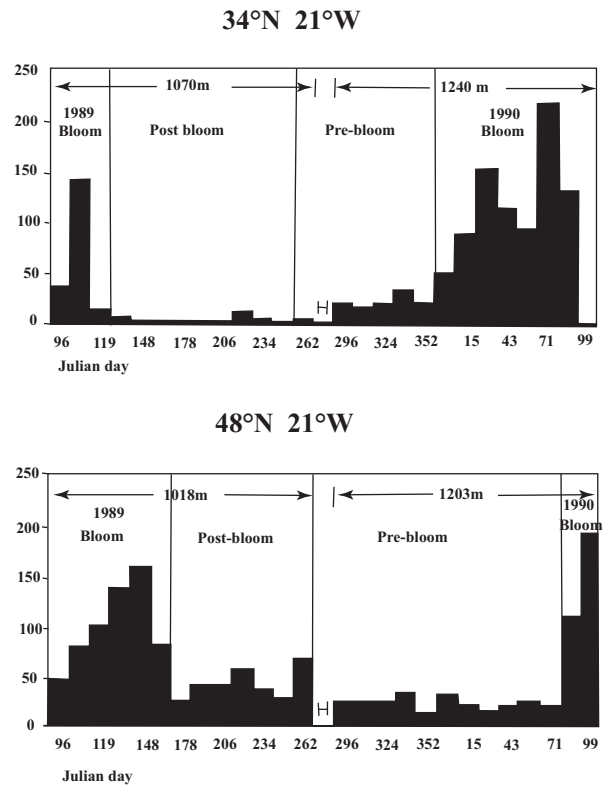 34°N 21°W
250
1070m
1240 m
1989
Bloom
Post bloom
Pre-bloom
1990
Bloom
200
150
100
50
H
0
96 119 148 178 206 234 262 296 324 352 15 43 71 99
Julian day
48°N 21°W
250
1018m
1203m
1989
Bloom
Post-bloom
Pre-bloom
1990
Bloom
200
150
100
50
H
0
96 119 148 178 206 234 262 296 324 352 15 43 71 99
Julian day